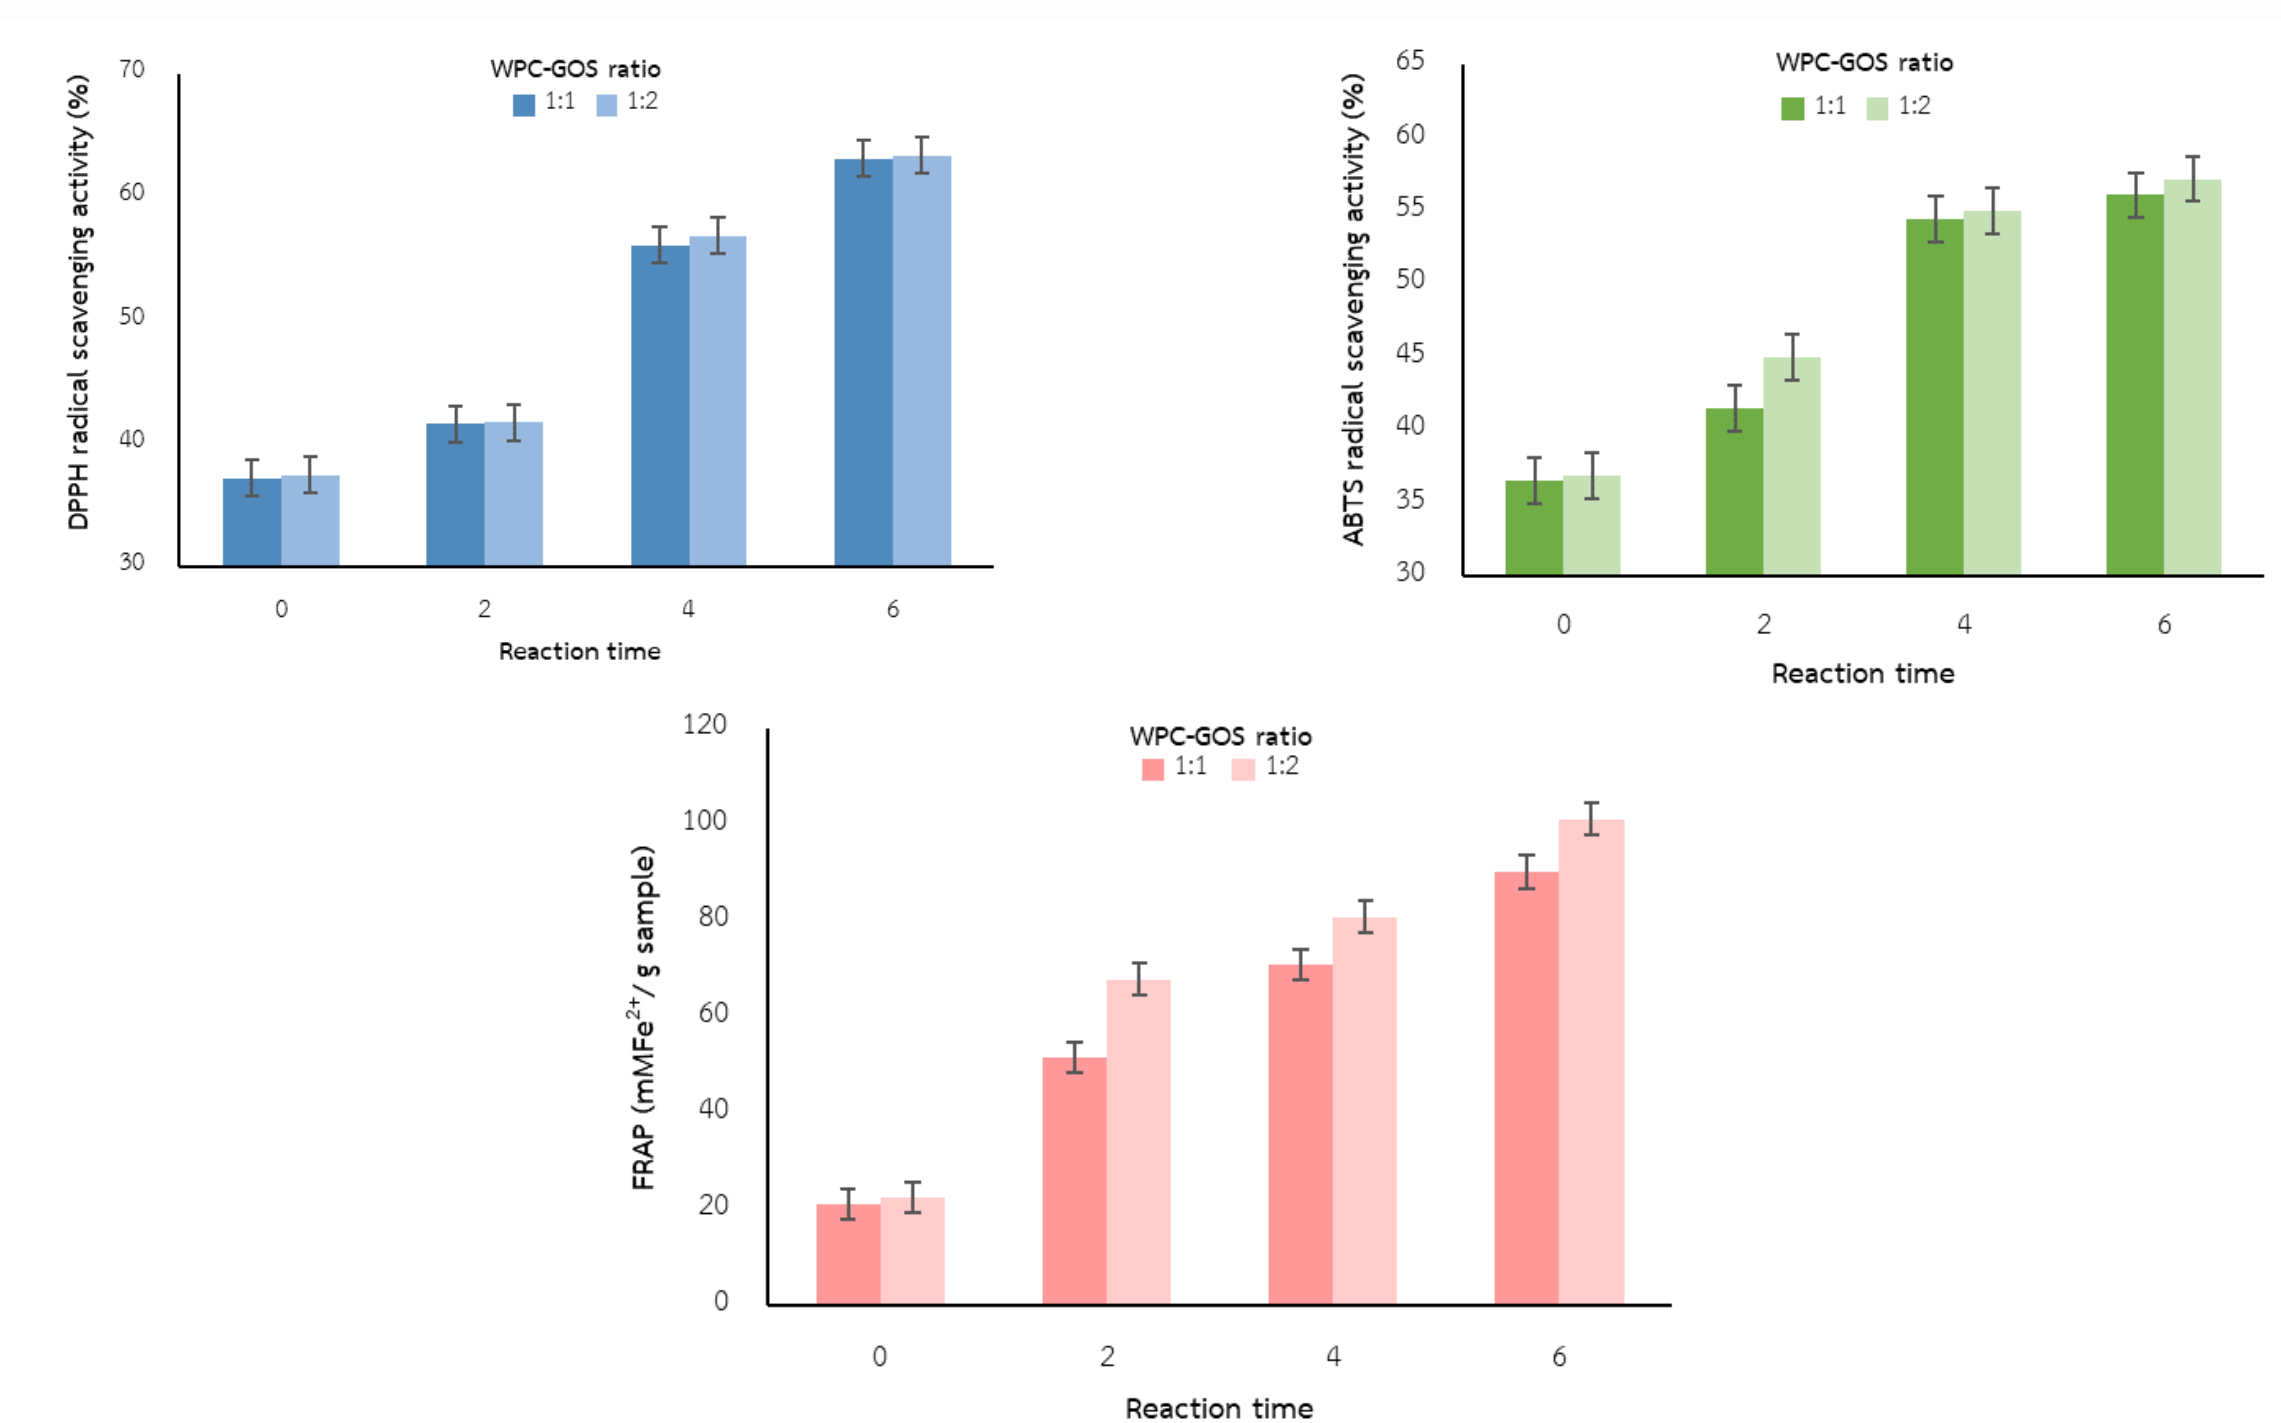 WPC-GOS ratio
1:1 1:2
DPPH radical scavenging activity (%)
70
60
50
40
30
0 2 4 6
Reaction time
WPC-GOS ratio
1:1 1:2
ABTS radical scavenging activity (%)
65
60
55
50
45
40
35
30
0 2 4 6
Reaction time
WPC-GOS ratio
1:1 1:2
FRAP (mMFe²⁺/ g sample)
120
100
80
60
40
20
0
0 2 4 6
Reaction time